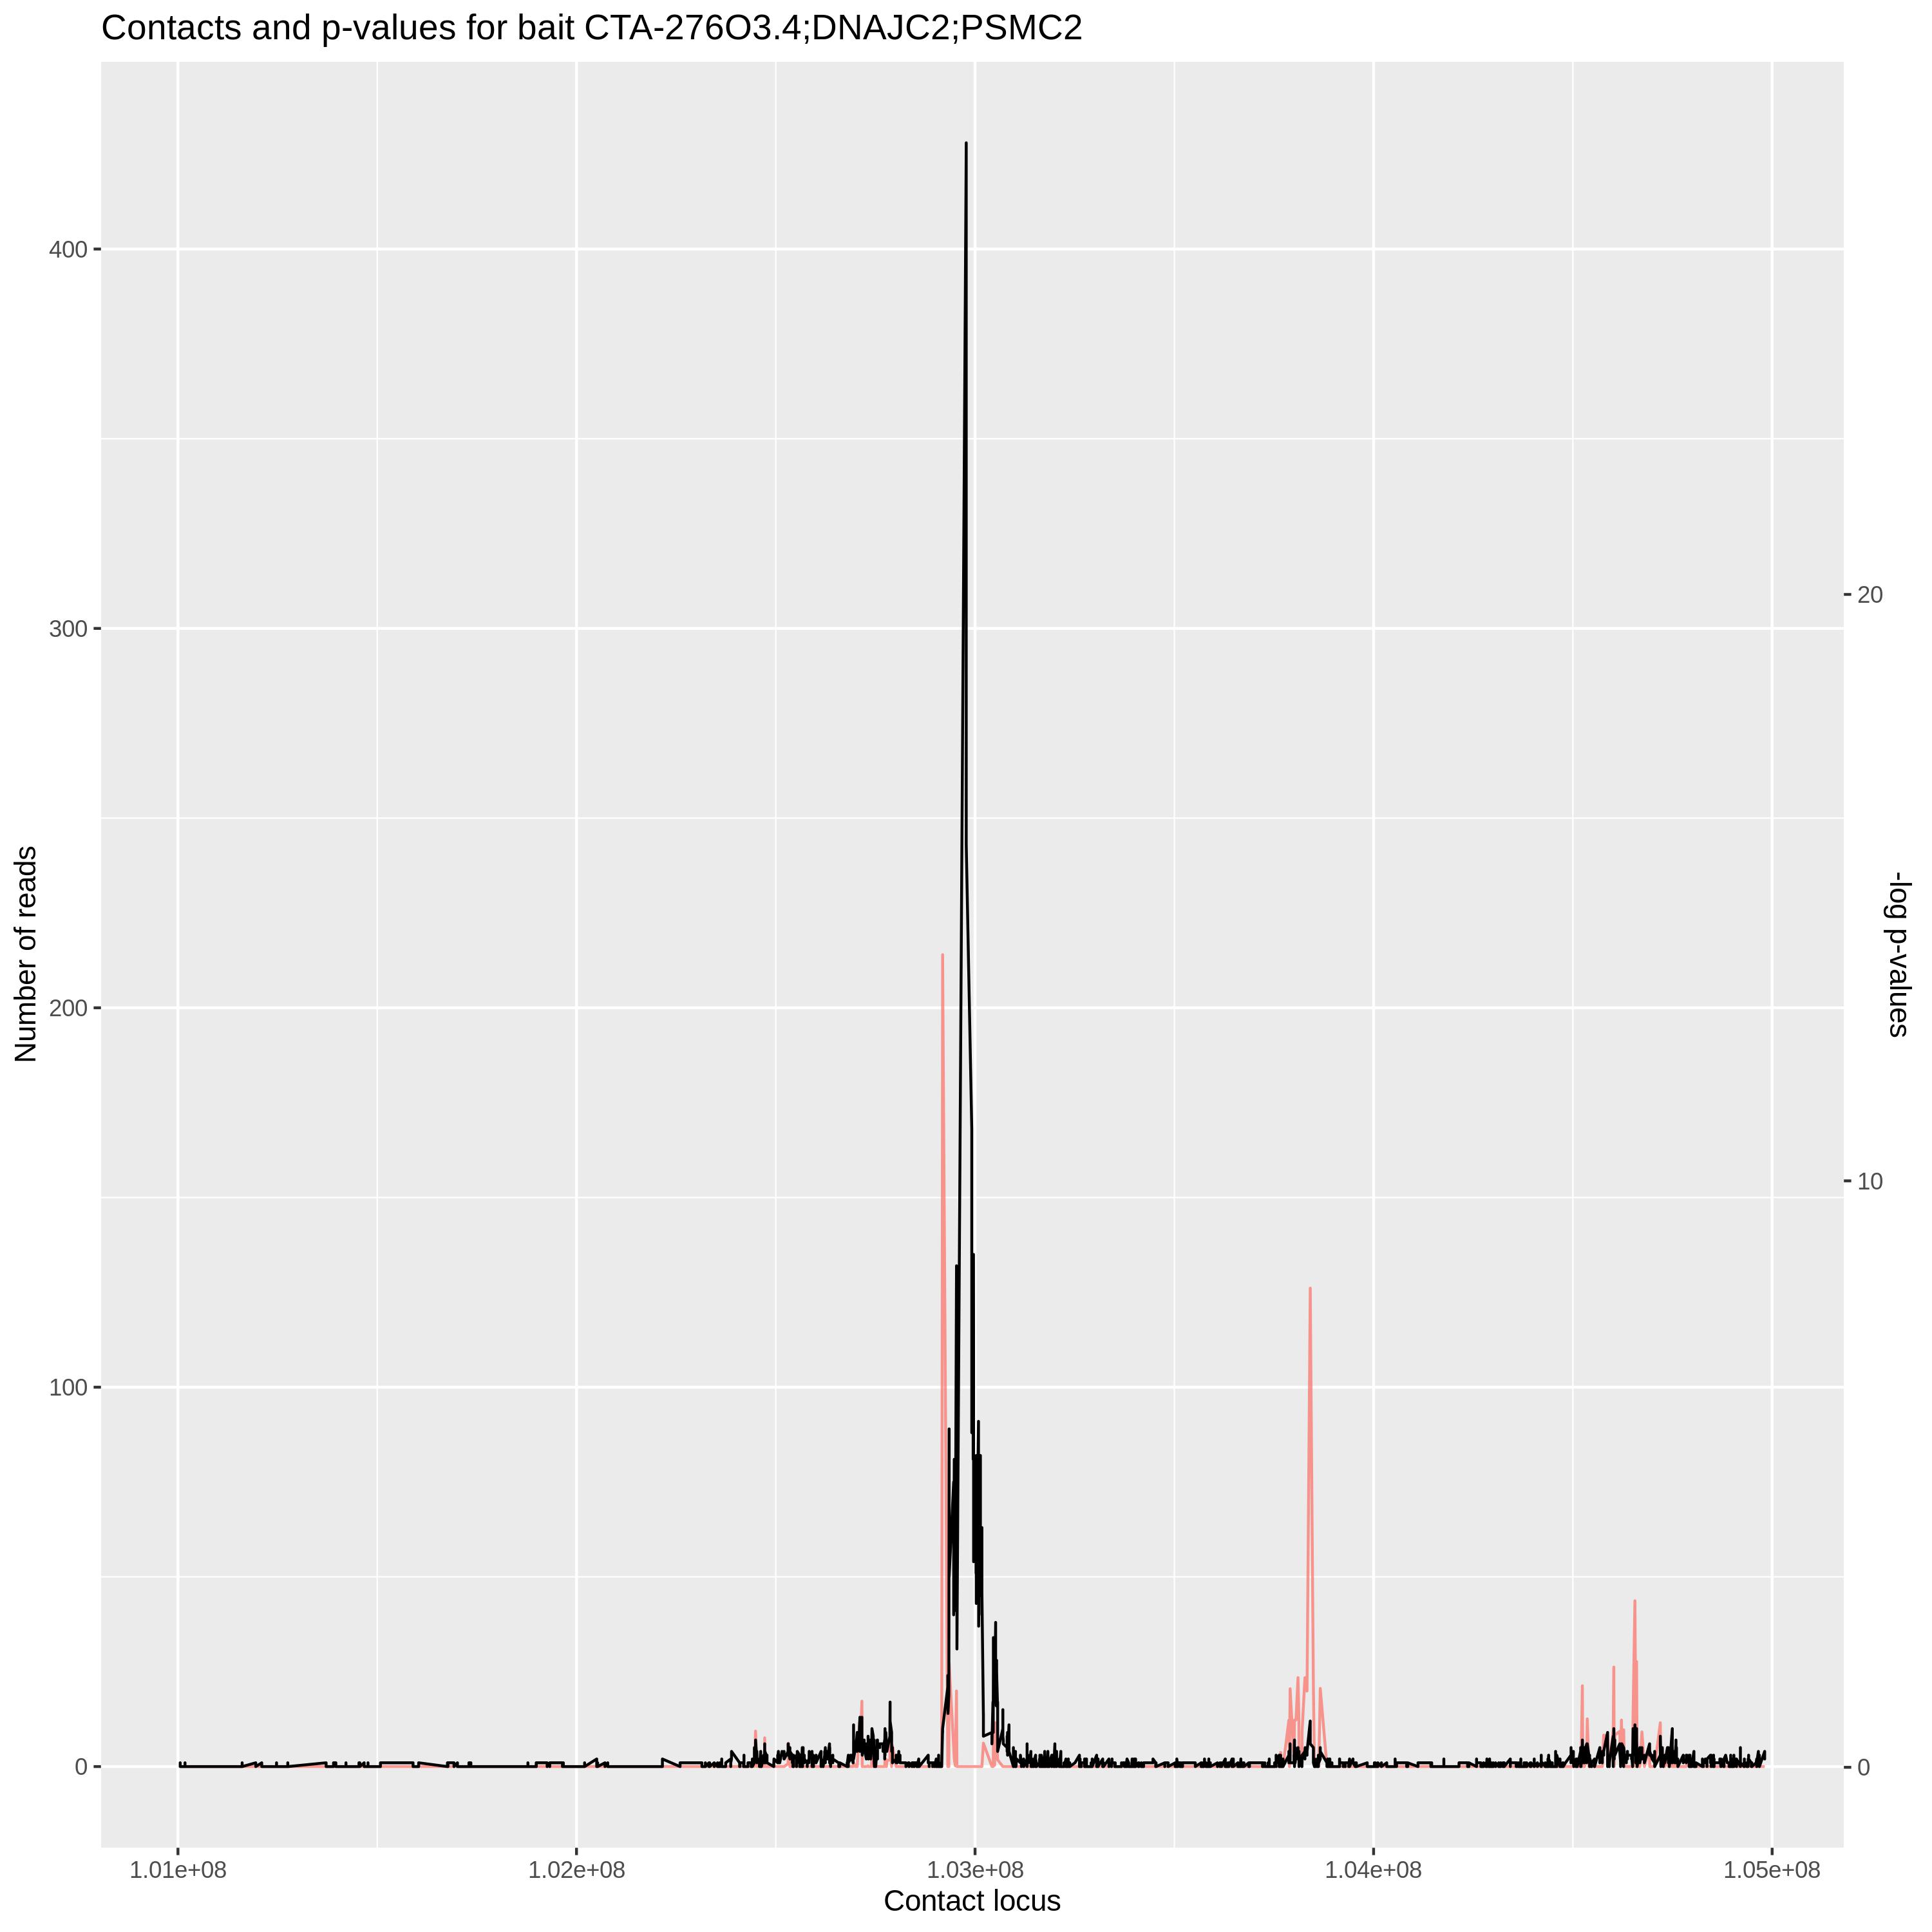 Contacts and p-values for bait CTA-276O3.4;DNAJC2;PSMC2
400
300
200
100
0
Number of reads
20
10
0
-log p-values
1.01e+08 1.02e+08 1.03e+08 1.04e+08 1.05e+08
Contact locus